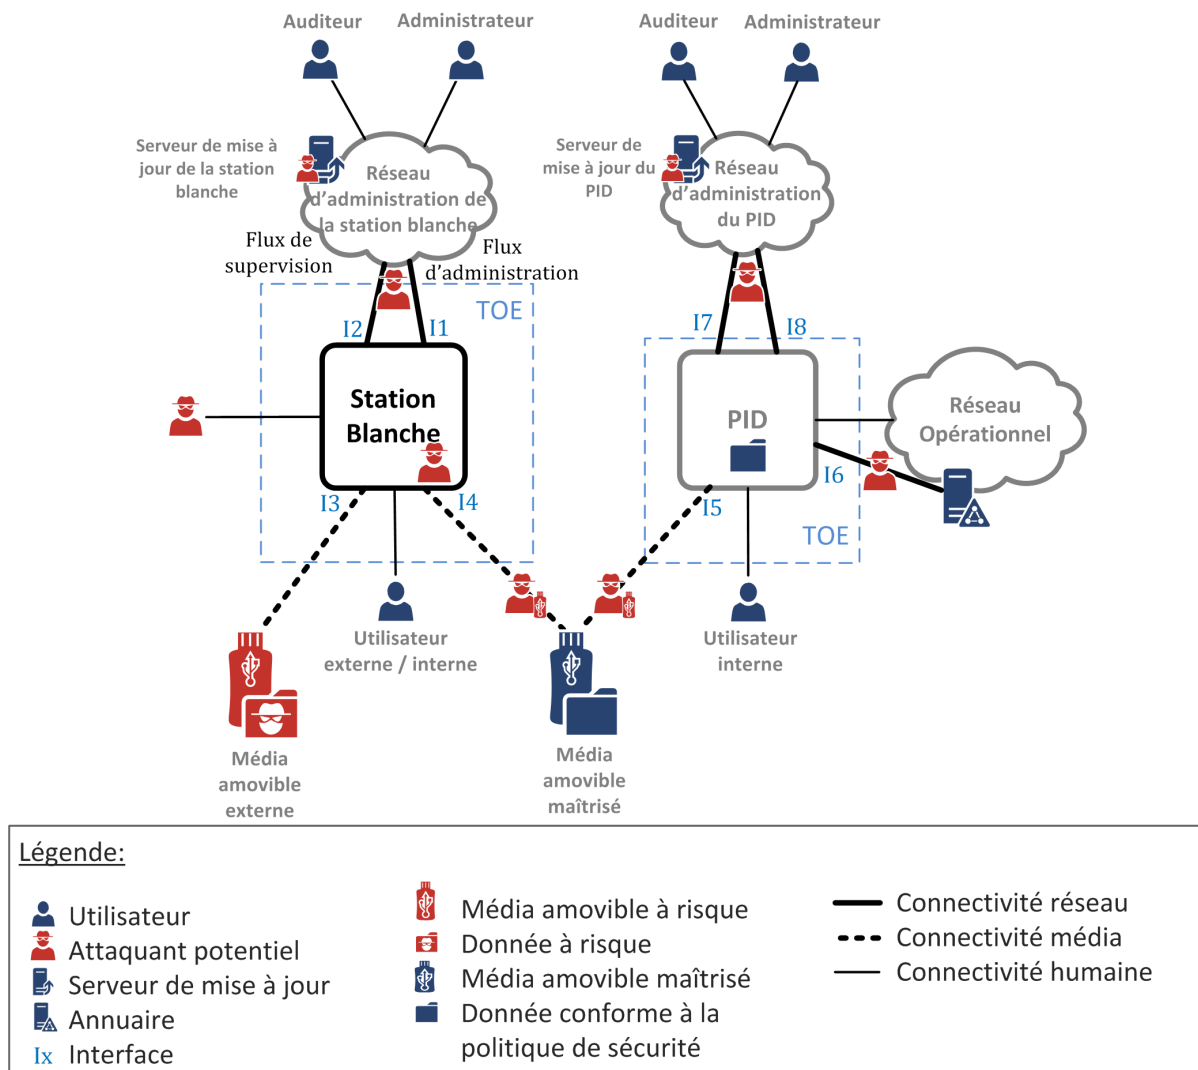 Auditeur
Administrateur
Auditeur
Administrateur
Serveur de mise à
jour de la station
blanche
Réseau
d'administration de
la station blanche
Serveur de
mise à jour du
PID
Réseau
d'administration
du PID
Flux de
supervision
Flux
d'administration
TOE
I2
I1
I7
I8
Station
Blanche
PID
Réseau
Opérationnel
I3
I4
I5
I6
TOE
Utilisateur
externe / interne
Utilisateur
interne
Média
amovible
externe
Média
amovible
maîtrisé
Légende:
Utilisateur
Attaquant potentiel
Serveur de mise à jour
Annuaire
Ix Interface
Média amovible à risque
Donnée à risque
Média amovible maîtrisé
Donnée conforme à la
politique de sécurité
Connectivité réseau
Connectivité média
Connectivité humaine